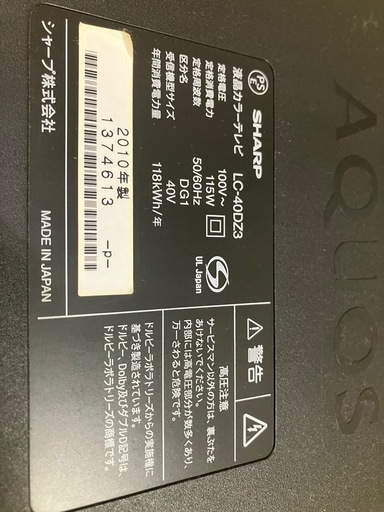 SHARP
液晶カラーテレビ LC-40DZ3
定格電圧 100V～
定格消費電力 115W
定格周波数 50/60Hz
区分名 DG1
受信機型サイズ 40V
年間消費電力量 118kWh/年
PSE
UL Japan
2010年製
1374613 -p-
シャープ株式会社
MADE IN JAPAN
警告
高圧注意
サービスマン以外の方は、裏ぶたを
あけないでください。
内部には高電圧部分が数多くあり、
万一さわると危険です。
ドルビーラボラトリーズからの実施権に
基づき製造されています。
ドルビー、Dolby及びダブルD記号は、
ドルビーラボラトリーズの商標です。
AQUOS